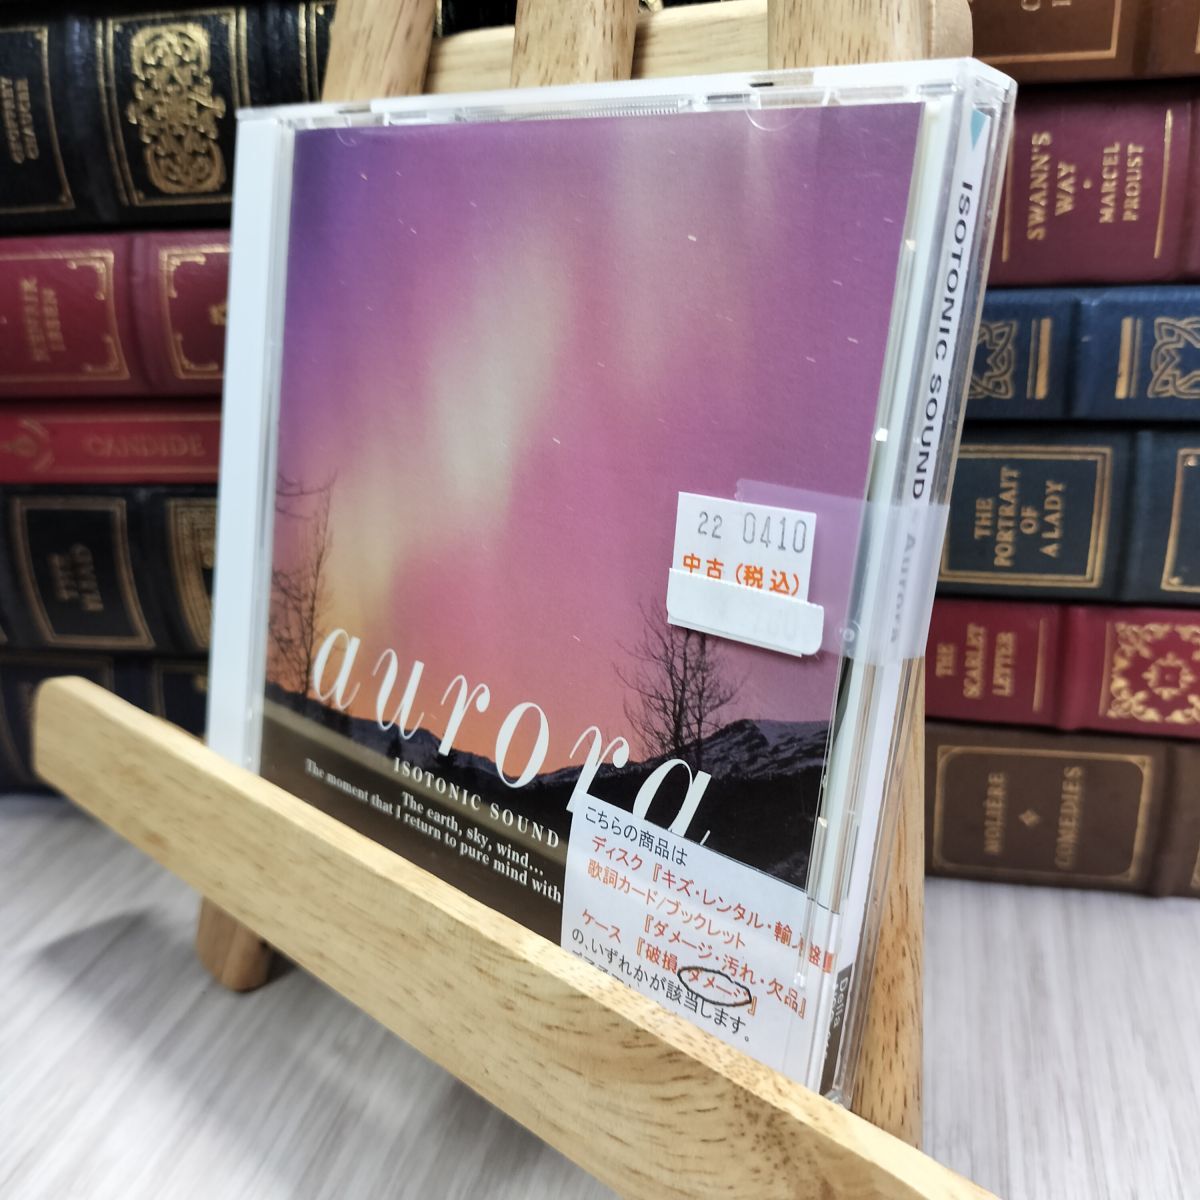 GEOFFREY
CHAUCER
HENRIK
IBSEN
CANDIDE
aurora
ISOTONIC SOUND
The earth, sky, wind...
The moment that I return to pure mind with
22 0410
中古(税込)
こちらの商品は
ディスク『キズ・レンタル・輸入盤』
歌詞カード/ブックレット
『ダメージ・汚れ・欠品』
ケース『破損・ダメージ』
の、いずれかが該当します。
ISOTONIC SOUND
Aurora
Della
SWANN'S
WAY
MARCEL
PROUST
THE
PORTRAIT
OF
A LADY
THE
SCARLET
LETTER
MOLIÈRE
COMEDIES